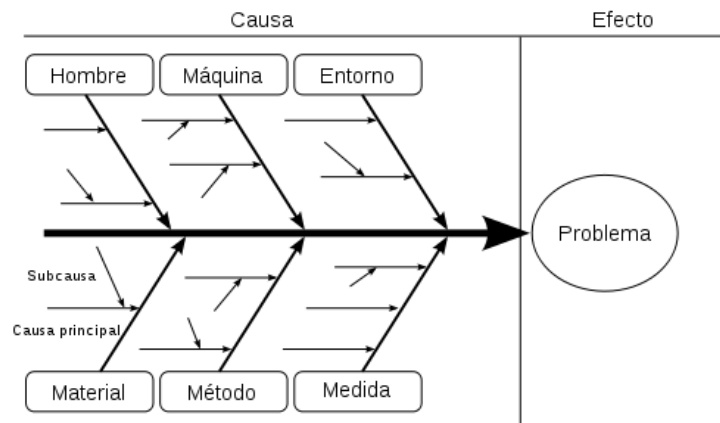 Causa
Efecto
Hombre
Máquina
Entorno
Problema
Subcausa
Causa principal
Material
Método
Medida